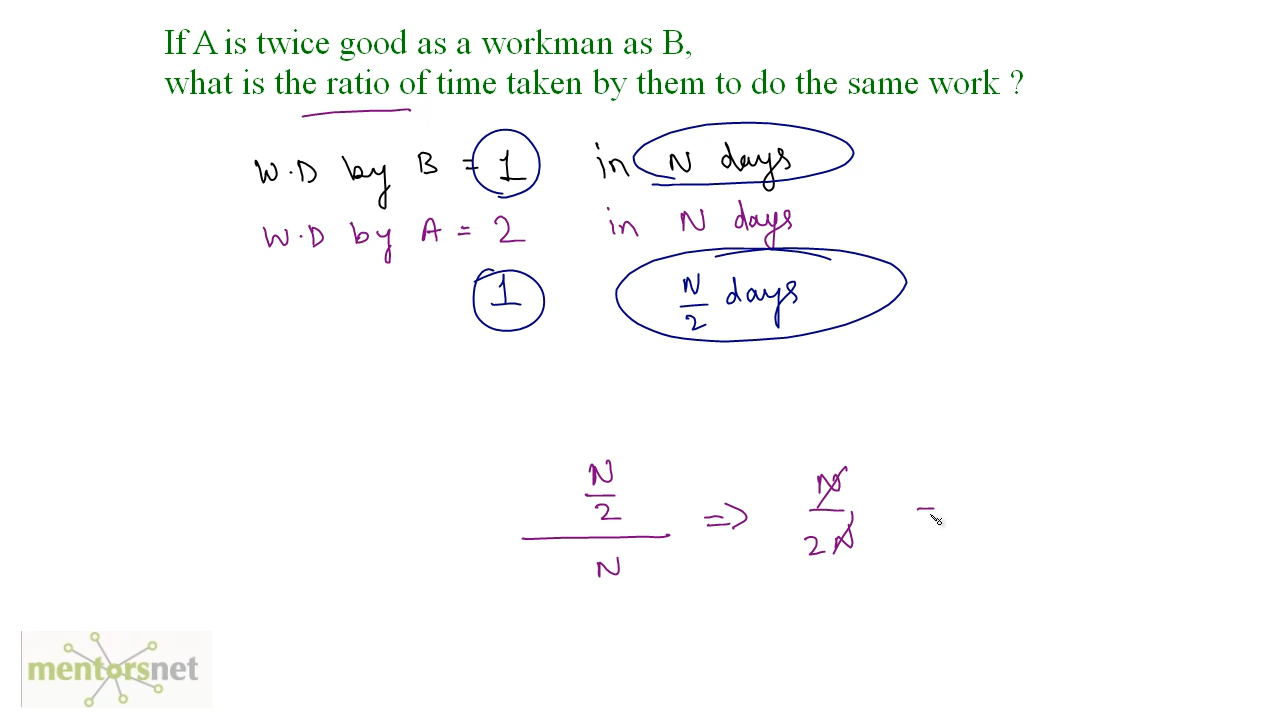 If A is twice good as a workman as B,
what is the ratio of time taken by them to do the same work ?
W.D by B = 1 in N days
W.D by A = 2 in N days
1 N/2 days
N/2 / N => N/2N =
mentorsnet